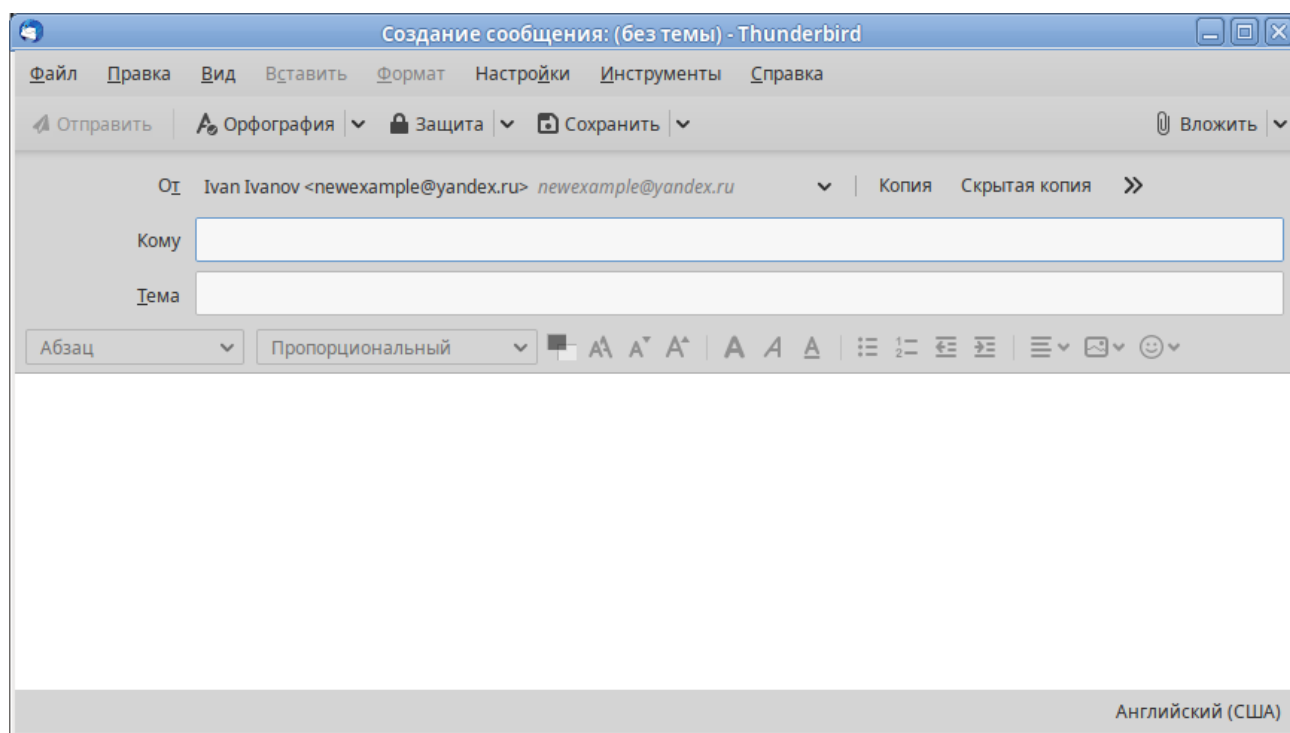 Создание сообщения: (без темы) - Thunderbird
Файл Правка Вид Вставить Формат Настройки Инструменты Справка
Отправить Орфография Защита Сохранить Вложить
От Ivan Ivanov <newexample@yandex.ru> newexample@yandex.ru Копия Скрытая копия
Кому
Тема
Абзац Пропорциональный
Английский (США)